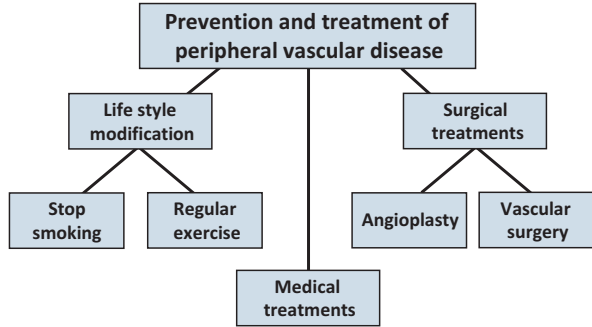 Prevention and treatment of
peripheral vascular disease
Life style
modification
Surgical
treatments
Stop
smoking
Regular
exercise
Angioplasty
Vascular
surgery
Medical
treatments